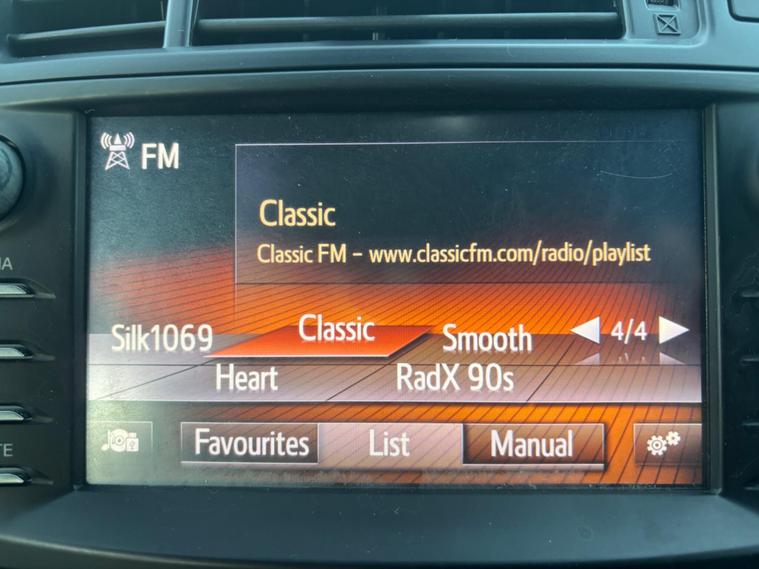 FM
Classic
Classic FM - www.classicfm.com/radio/playlist
Silk1069 Classic Smooth 4/4
Heart RadX 90s
Favourites List Manual